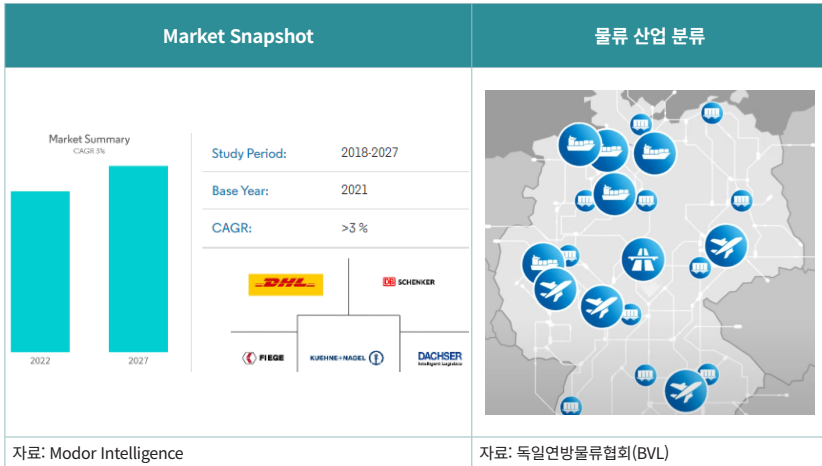 Market Snapshot
물류 산업 분류
Market Summary
CAGR 3%
2022
2027
Study Period: 2018-2027
Base Year: 2021
CAGR: >3 %
DHL
DB SCHENKER
FIEGE
KUEHNE+NAGEL
DACHSER
Intelligent Logistics
자료: Modor Intelligence
자료: 독일연방물류협회(BVL)